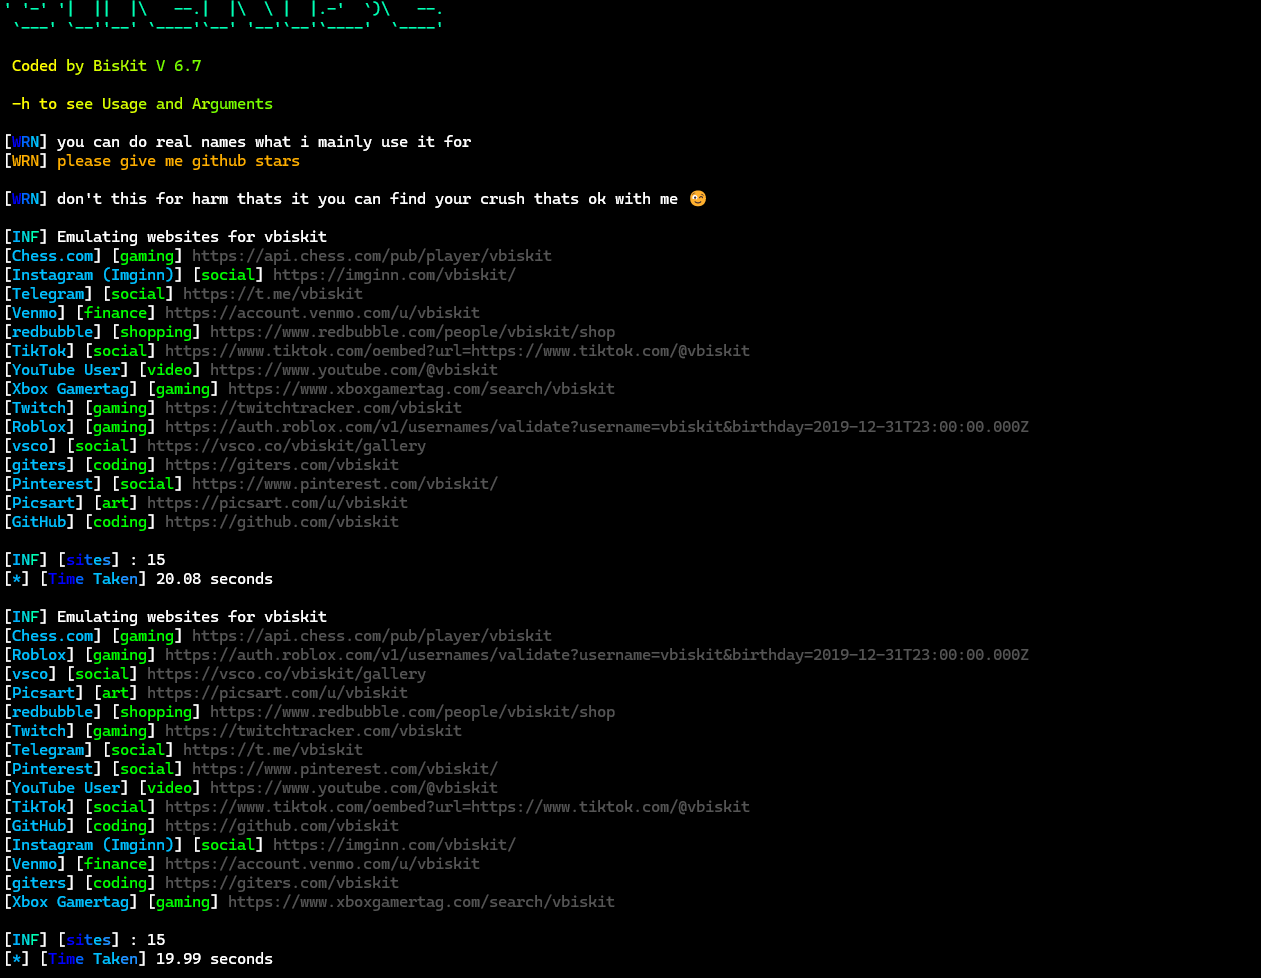 Coded by BisKit V 6.7
-h to see Usage and Arguments
[WRN] you can do real names what i mainly use it for
[WRN] please give me github stars
[WRN] don't this for harm thats it you can find your crush thats ok with me 😉
[INF] Emulating websites for vbiskit
[Chess.com] [gaming] https://api.chess.com/pub/player/vbiskit
[Instagram (Imginn)] [social] https://imginn.com/vbiskit/
[Telegram] [social] https://t.me/vbiskit
[Venmo] [finance] https://account.venmo.com/u/vbiskit
[redbubble] [shopping] https://www.redbubble.com/people/vbiskit/shop
[TikTok] [social] https://www.tiktok.com/oembed?url=https://www.tiktok.com/@vbiskit
[YouTube User] [video] https://www.youtube.com/@vbiskit
[Xbox Gamertag] [gaming] https://www.xboxgamertag.com/search/vbiskit
[Twitch] [gaming] https://twitchtracker.com/vbiskit
[Roblox] [gaming] https://auth.roblox.com/v1/usernames/validate?username=vbiskit&birthday=2019-12-31T23:00:00.000Z
[vsco] [social] https://vsco.co/vbiskit/gallery
[giters] [coding] https://giters.com/vbiskit
[Pinterest] [social] https://www.pinterest.com/vbiskit/
[Picsart] [art] https://picsart.com/u/vbiskit
[GitHub] [coding] https://github.com/vbiskit
[INF] [sites] : 15
[*] [Time Taken] 20.08 seconds
[INF] Emulating websites for vbiskit
[Chess.com] [gaming] https://api.chess.com/pub/player/vbiskit
[Roblox] [gaming] https://auth.roblox.com/v1/usernames/validate?username=vbiskit&birthday=2019-12-31T23:00:00.000Z
[vsco] [social] https://vsco.co/vbiskit/gallery
[Picsart] [art] https://picsart.com/u/vbiskit
[redbubble] [shopping] https://www.redbubble.com/people/vbiskit/shop
[Twitch] [gaming] https://twitchtracker.com/vbiskit
[Telegram] [social] https://t.me/vbiskit
[Pinterest] [social] https://www.pinterest.com/vbiskit/
[YouTube User] [video] https://www.youtube.com/@vbiskit
[TikTok] [social] https://www.tiktok.com/oembed?url=https://www.tiktok.com/@vbiskit
[GitHub] [coding] https://github.com/vbiskit
[Instagram (Imginn)] [social] https://imginn.com/vbiskit/
[Venmo] [finance] https://account.venmo.com/u/vbiskit
[giters] [coding] https://giters.com/vbiskit
[Xbox Gamertag] [gaming] https://www.xboxgamertag.com/search/vbiskit
[INF] [sites] : 15
[*] [Time Taken] 19.99 seconds